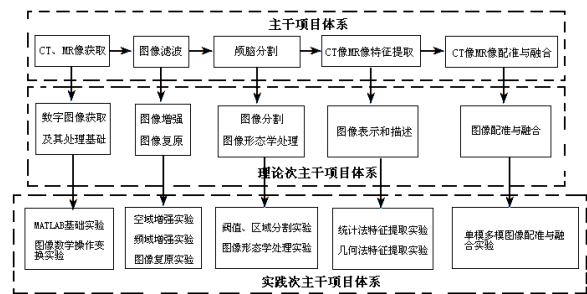 主干项目体系
CT、MR像获取
图像滤波
颅脑分割
CT像MR像特征提取
CT像MR像配准与融合
数字图像获取
及其处理基础
图像增强
图像复原
图像分割
图像形态学处理
图像表示和描述
图像配准与融合
理论次主干项目体系
MATLAB基础实验
图像数学操作变
换实验
空域增强实验
频域增强实验
图像复原实验
阈值、区域分割实验
图像形态学处理实验
统计法特征提取实验
几何法特征提取实验
单模多模图像配准与融
合实验
实践次主干项目体系